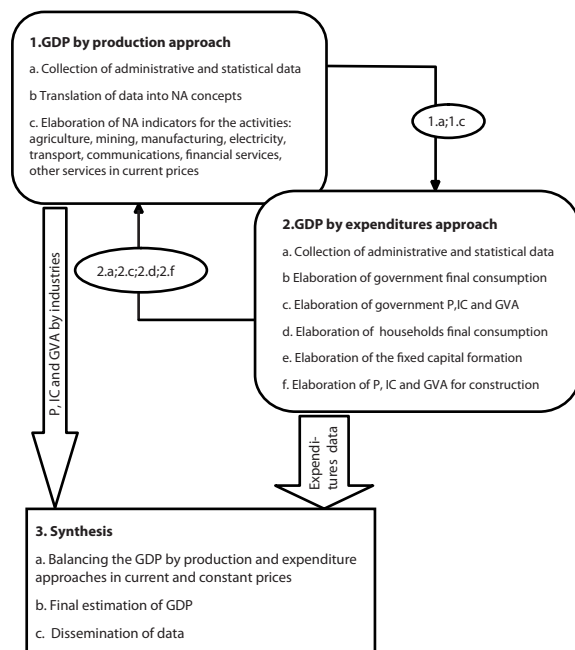 1.GDP by production approach
a. Collection of administrative and statistical data
b Translation of data into NA concepts
c. Elaboration of NA indicators for the activities:
agriculture, mining, manufacturing, electricity,
transport, communications, financial services,
other services in current prices
1.a;1.c
2.GDP by expenditures approach
a. Collection of administrative and statistical data
b Elaboration of government final consumption
c. Elaboration of government P,IC and GVA
d. Elaboration of households final consumption
e. Elaboration of the fixed capital formation
f. Elaboration of P, IC and GVA for construction
2.a;2.c;2.d;2.f
P, IC and GVA by industries
Expendi-
tures data
3. Synthesis
a. Balancing the GDP by production and expenditure
approaches in current and constant prices
b. Final estimation of GDP
c. Dissemination of data